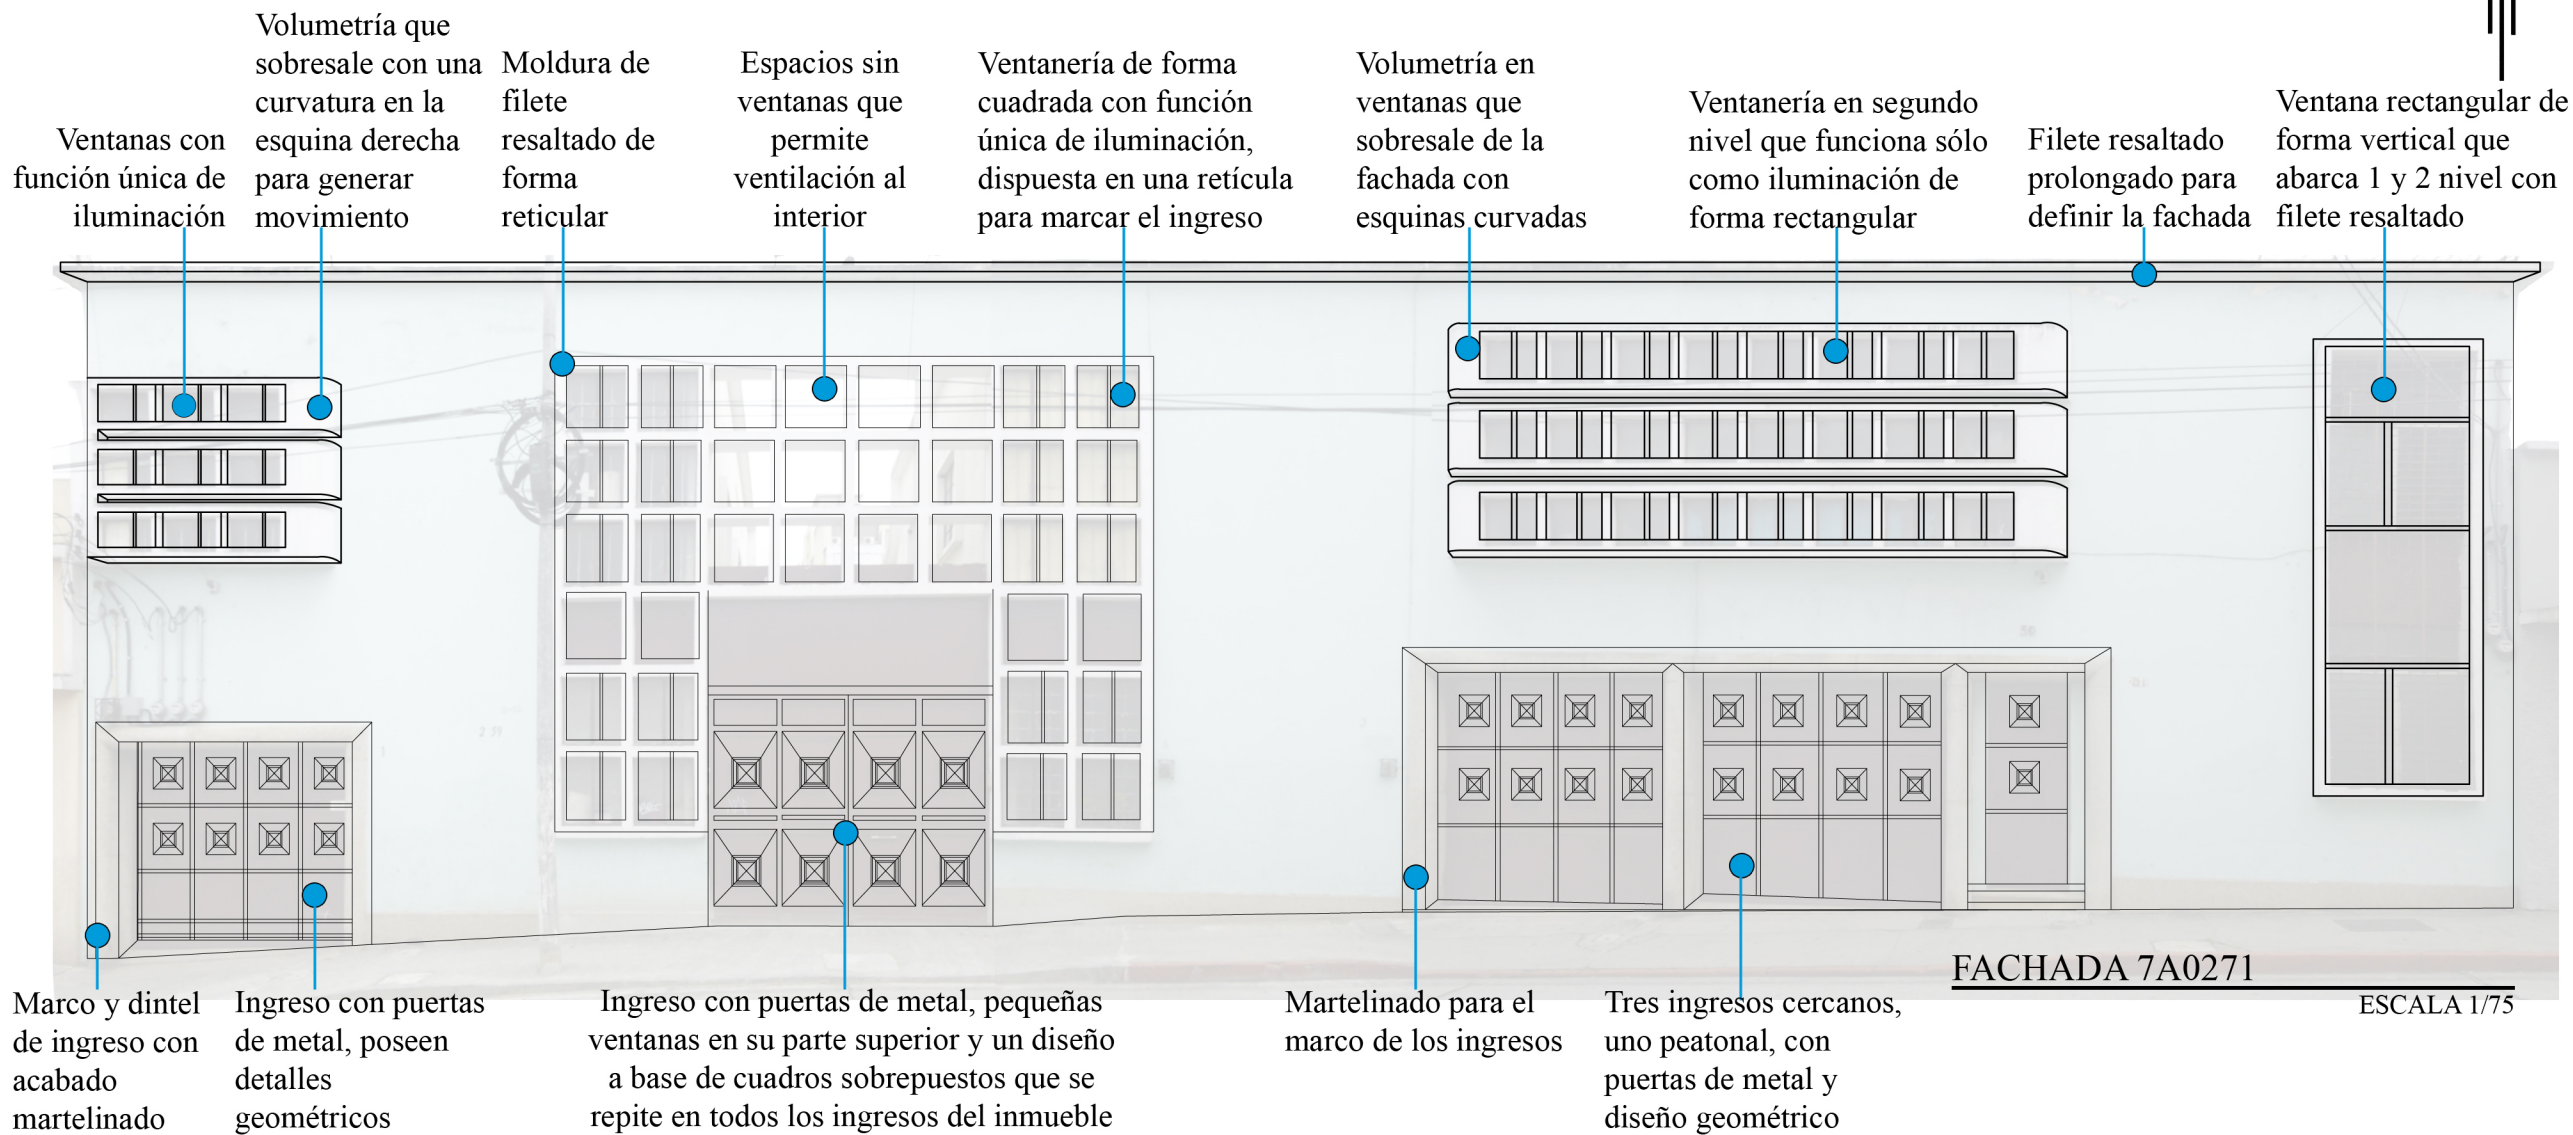 Ventanas con
función única de
iluminación
Volumetría que
sobresale con una
curvatura en la
esquina derecha
para generar
movimiento
Moldura de
filete
resaltado de
forma
reticular
Espacios sin
ventanas que
permite
ventilación al
interior
Ventanería de forma
cuadrada con función
única de iluminación,
dispuesta en una retícula
para marcar el ingreso
Volumetría en
ventanas que
sobresale de la
fachada con
esquinas curvadas
Ventanería en segundo
nivel que funciona sólo
como iluminación de
forma rectangular
Filete resaltado
prolongado para
definir la fachada
Ventana rectangular de
forma vertical que
abarca 1 y 2 nivel con
filete resaltado
Marco y dintel
de ingreso con
acabado
martelinado
Ingreso con puertas
de metal, poseen
detalles
geométricos
Ingreso con puertas de metal, pequeñas
ventanas en su parte superior y un diseño
a base de cuadros sobrepuestos que se
repite en todos los ingresos del inmueble
Martelinado para el
marco de los ingresos
Tres ingresos cercanos,
uno peatonal, con
puertas de metal y
diseño geométrico
FACHADA 7A0271
ESCALA 1/75